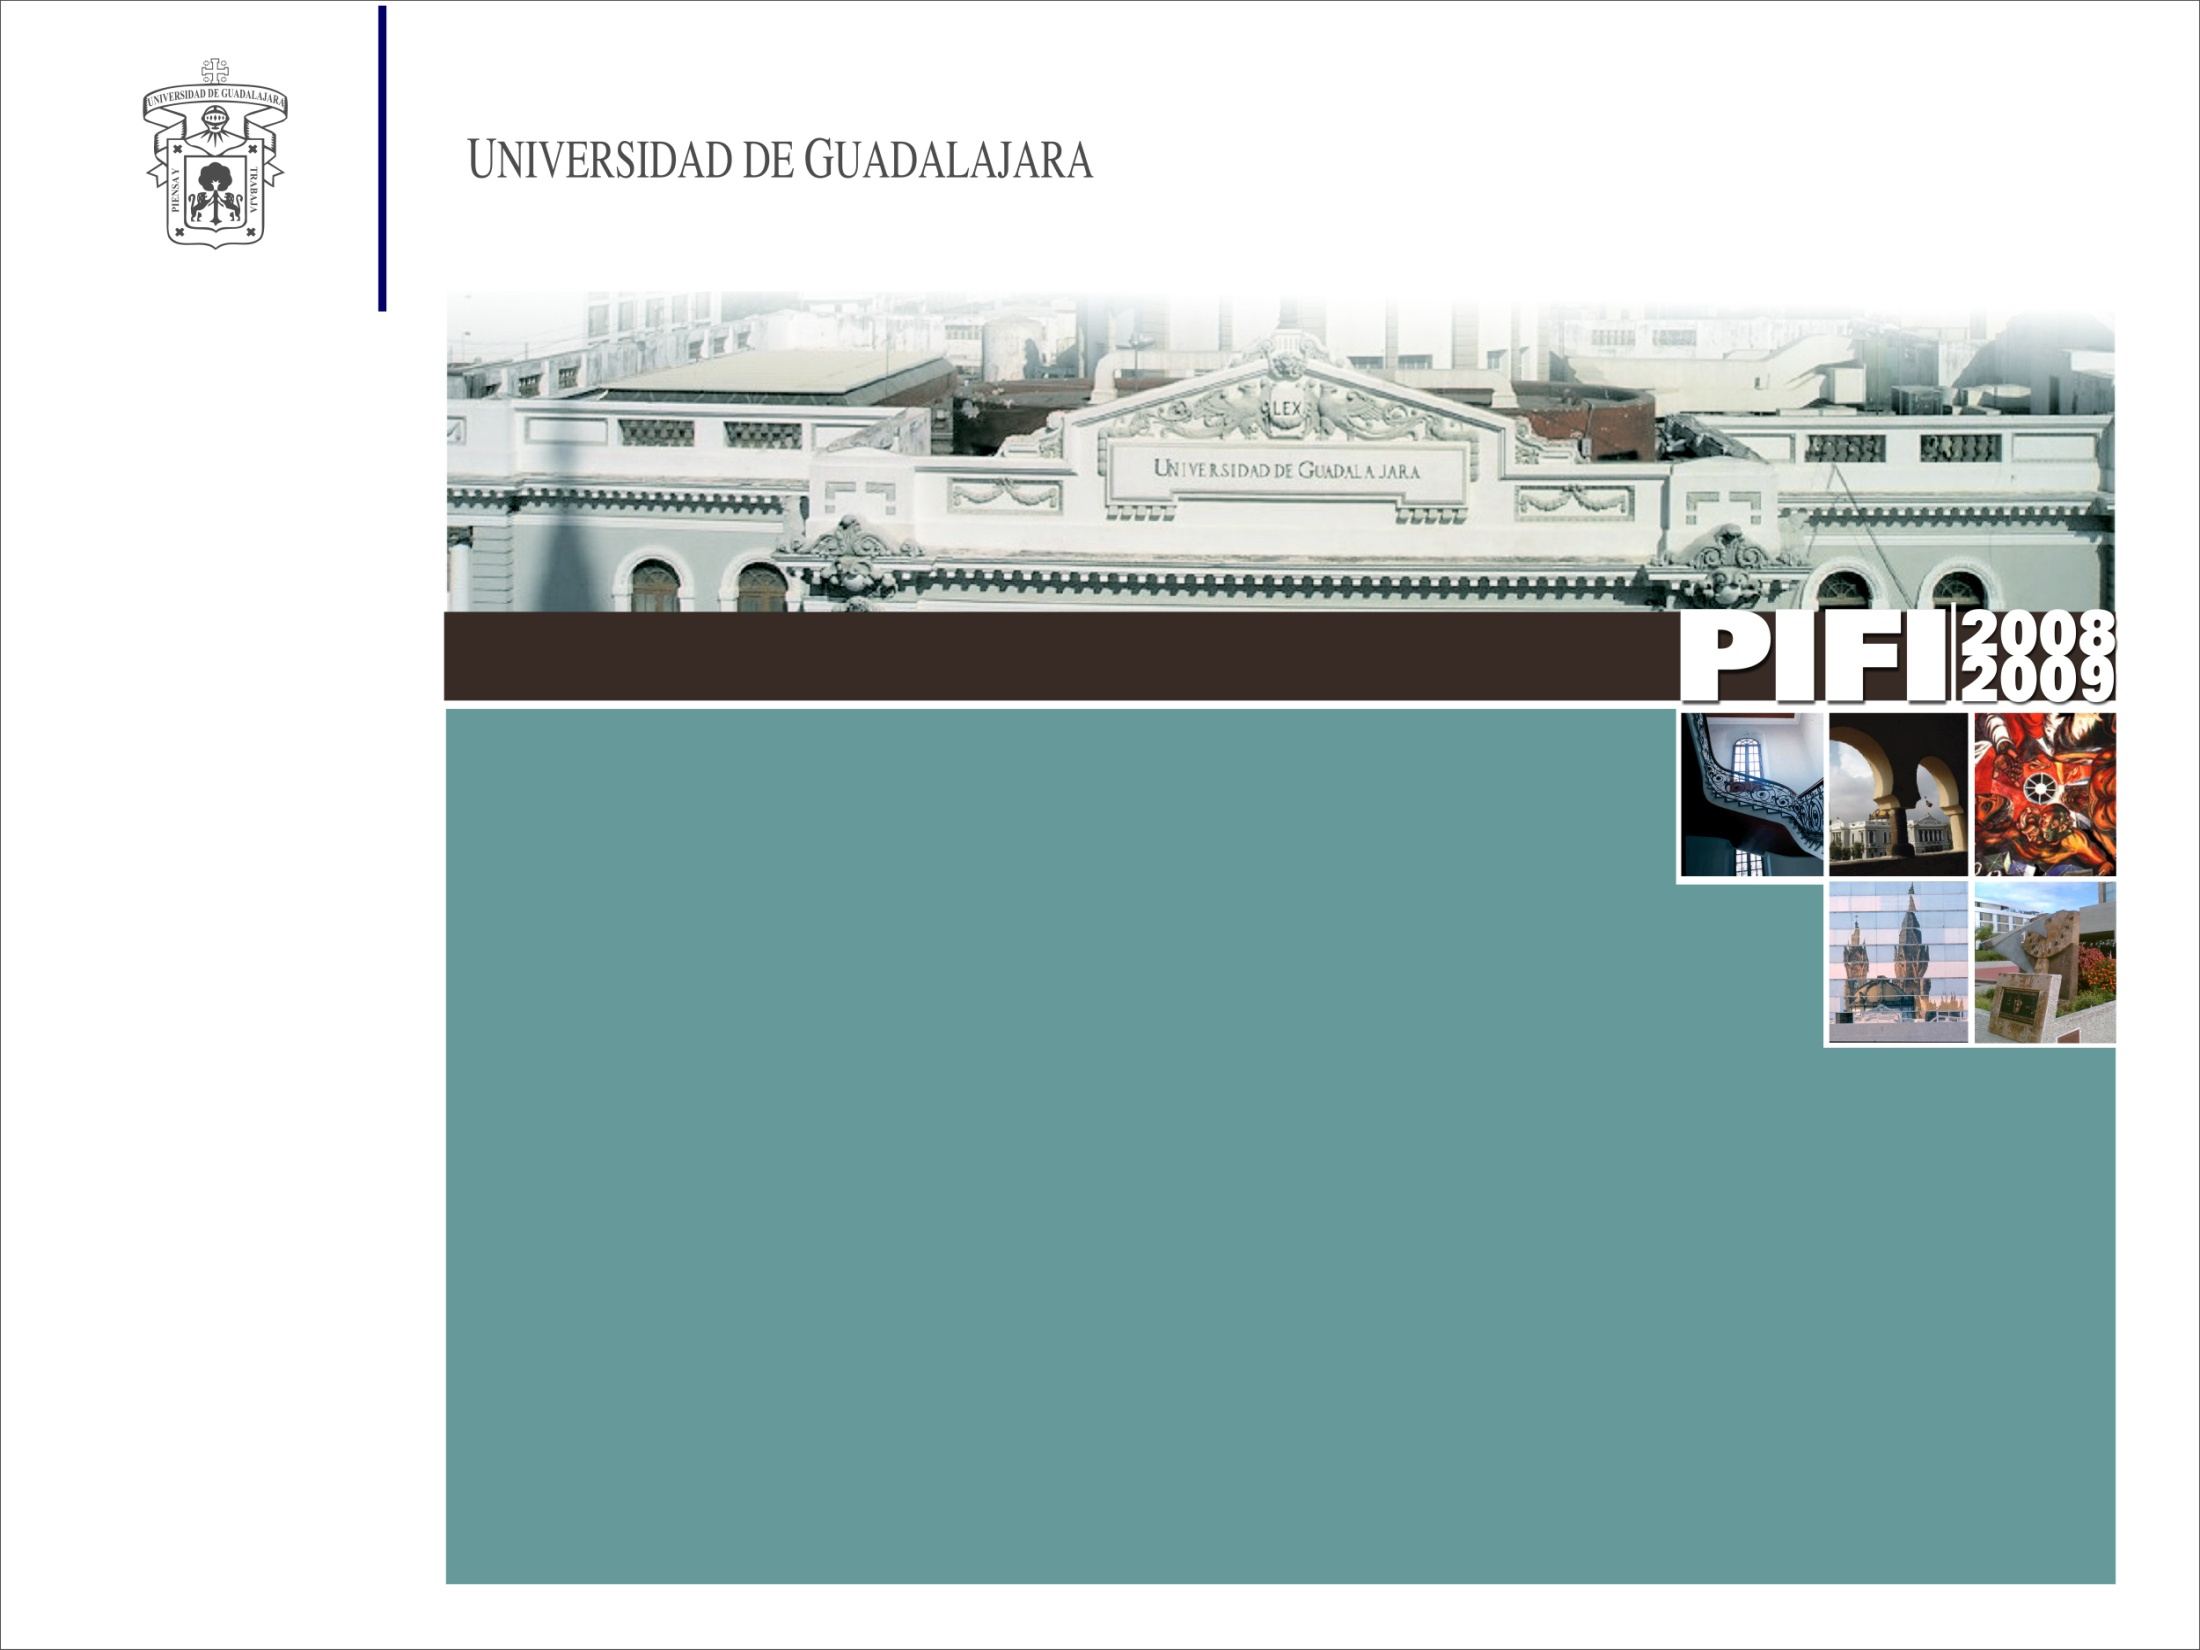 UNIVERSIDAD DE GUADALAJARA
PIENSA Y
TRABAJA
UNIVERSIDAD DE GUADALAJARA
LEX
UNIVERSIDAD DE GUADALAJARA
PIFI
2008
2009